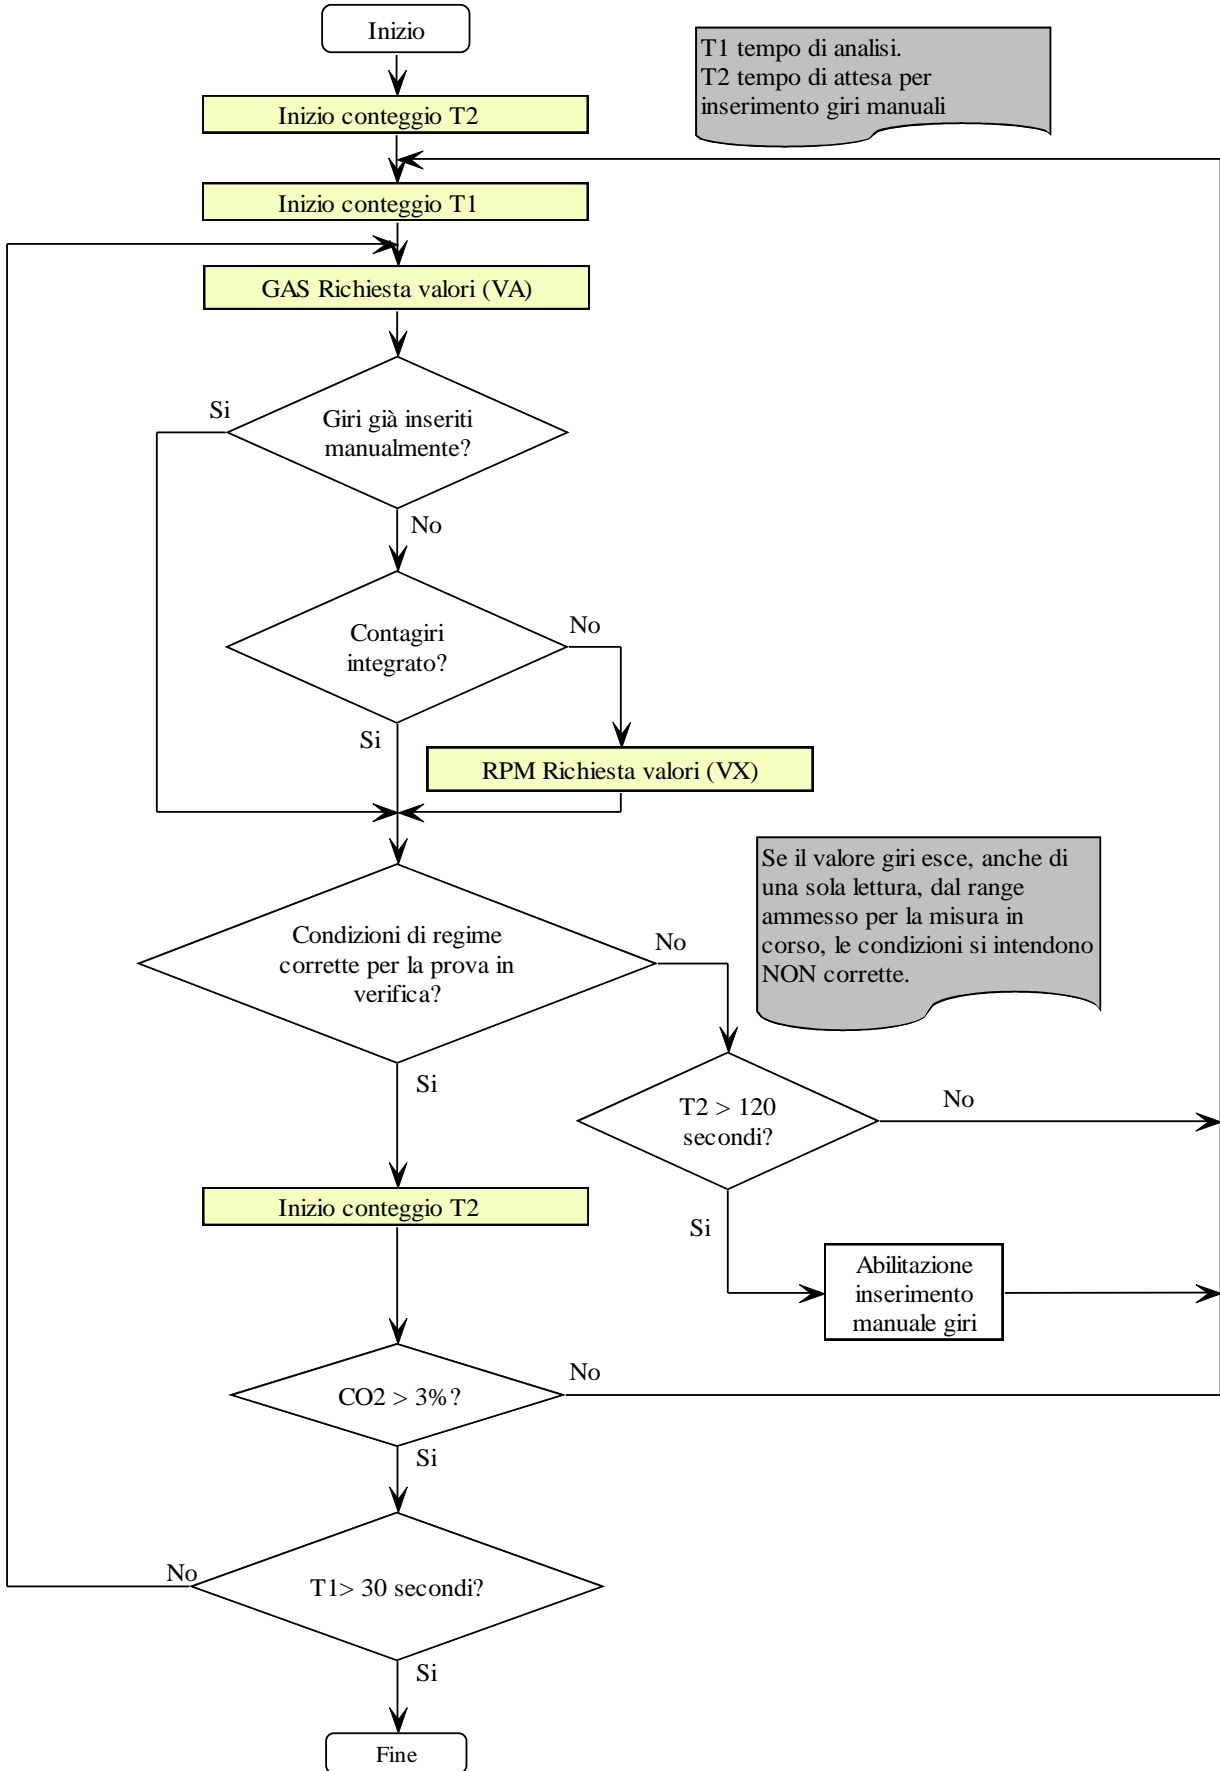 Inizio
T1 tempo di analisi.
T2 tempo di attesa per
inserimento giri manuali
Inizio conteggio T2
Inizio conteggio T1
GAS Richiesta valori (VA)
Si
Giri già inseriti
manualmente?
No
Contagiri
integrato?
No
Si
RPM Richiesta valori (VX)
Se il valore giri esce, anche di
una sola lettura, dal range
ammesso per la misura in
corso, le condizioni si intendono
NON corrette.
Condizioni di regime
corrette per la prova in
verifica?
No
Si
T2 > 120
secondi?
No
Si
Inizio conteggio T2
Abilitazione
inserimento
manuale giri
CO2 > 3%?
No
Si
T1> 30 secondi?
No
Si
Fine